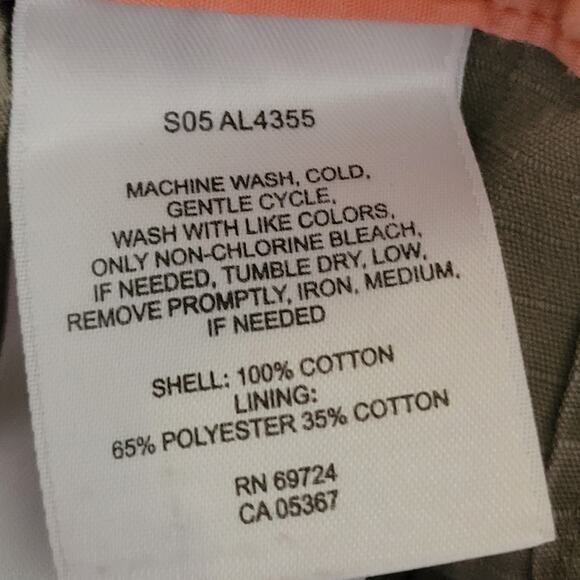 S05 AL4355
MACHINE WASH, COLD,
GENTLE CYCLE,
WASH WITH LIKE COLORS,
ONLY NON-CHLORINE BLEACH,
IF NEEDED, TUMBLE DRY, LOW,
REMOVE PROMPTLY, IRON, MEDIUM,
IF NEEDED
SHELL: 100% COTTON
LINING:
65% POLYESTER 35% COTTON
RN 69724
CA 05367